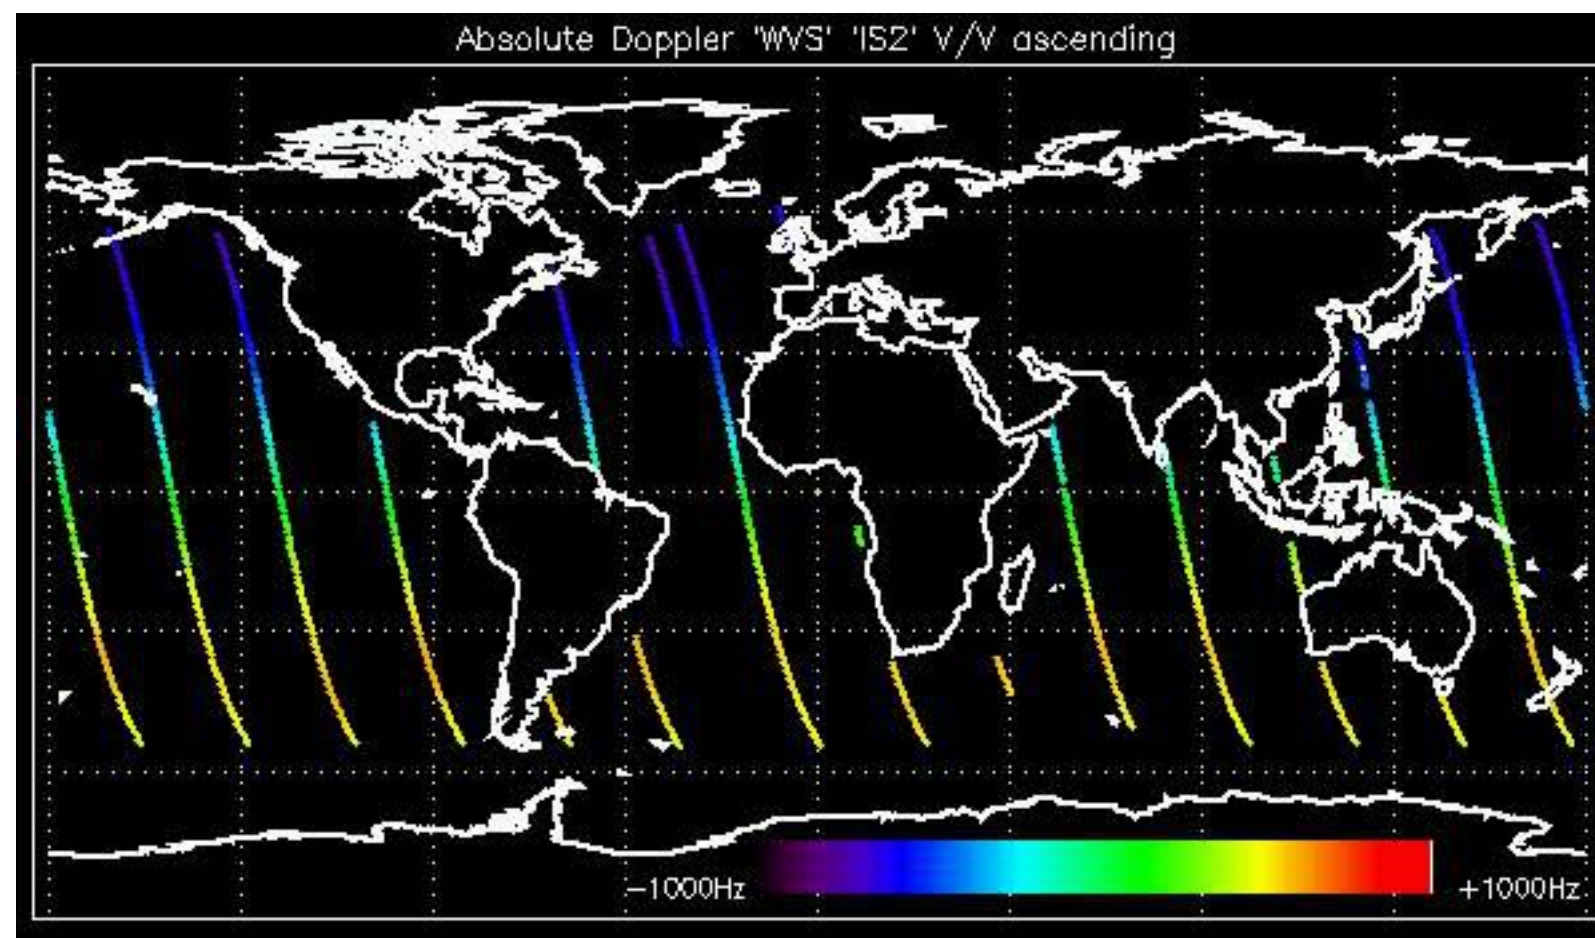 Absolute Doppler 'WVS' 'IS2' V/V ascending
−1000Hz
+1000Hz